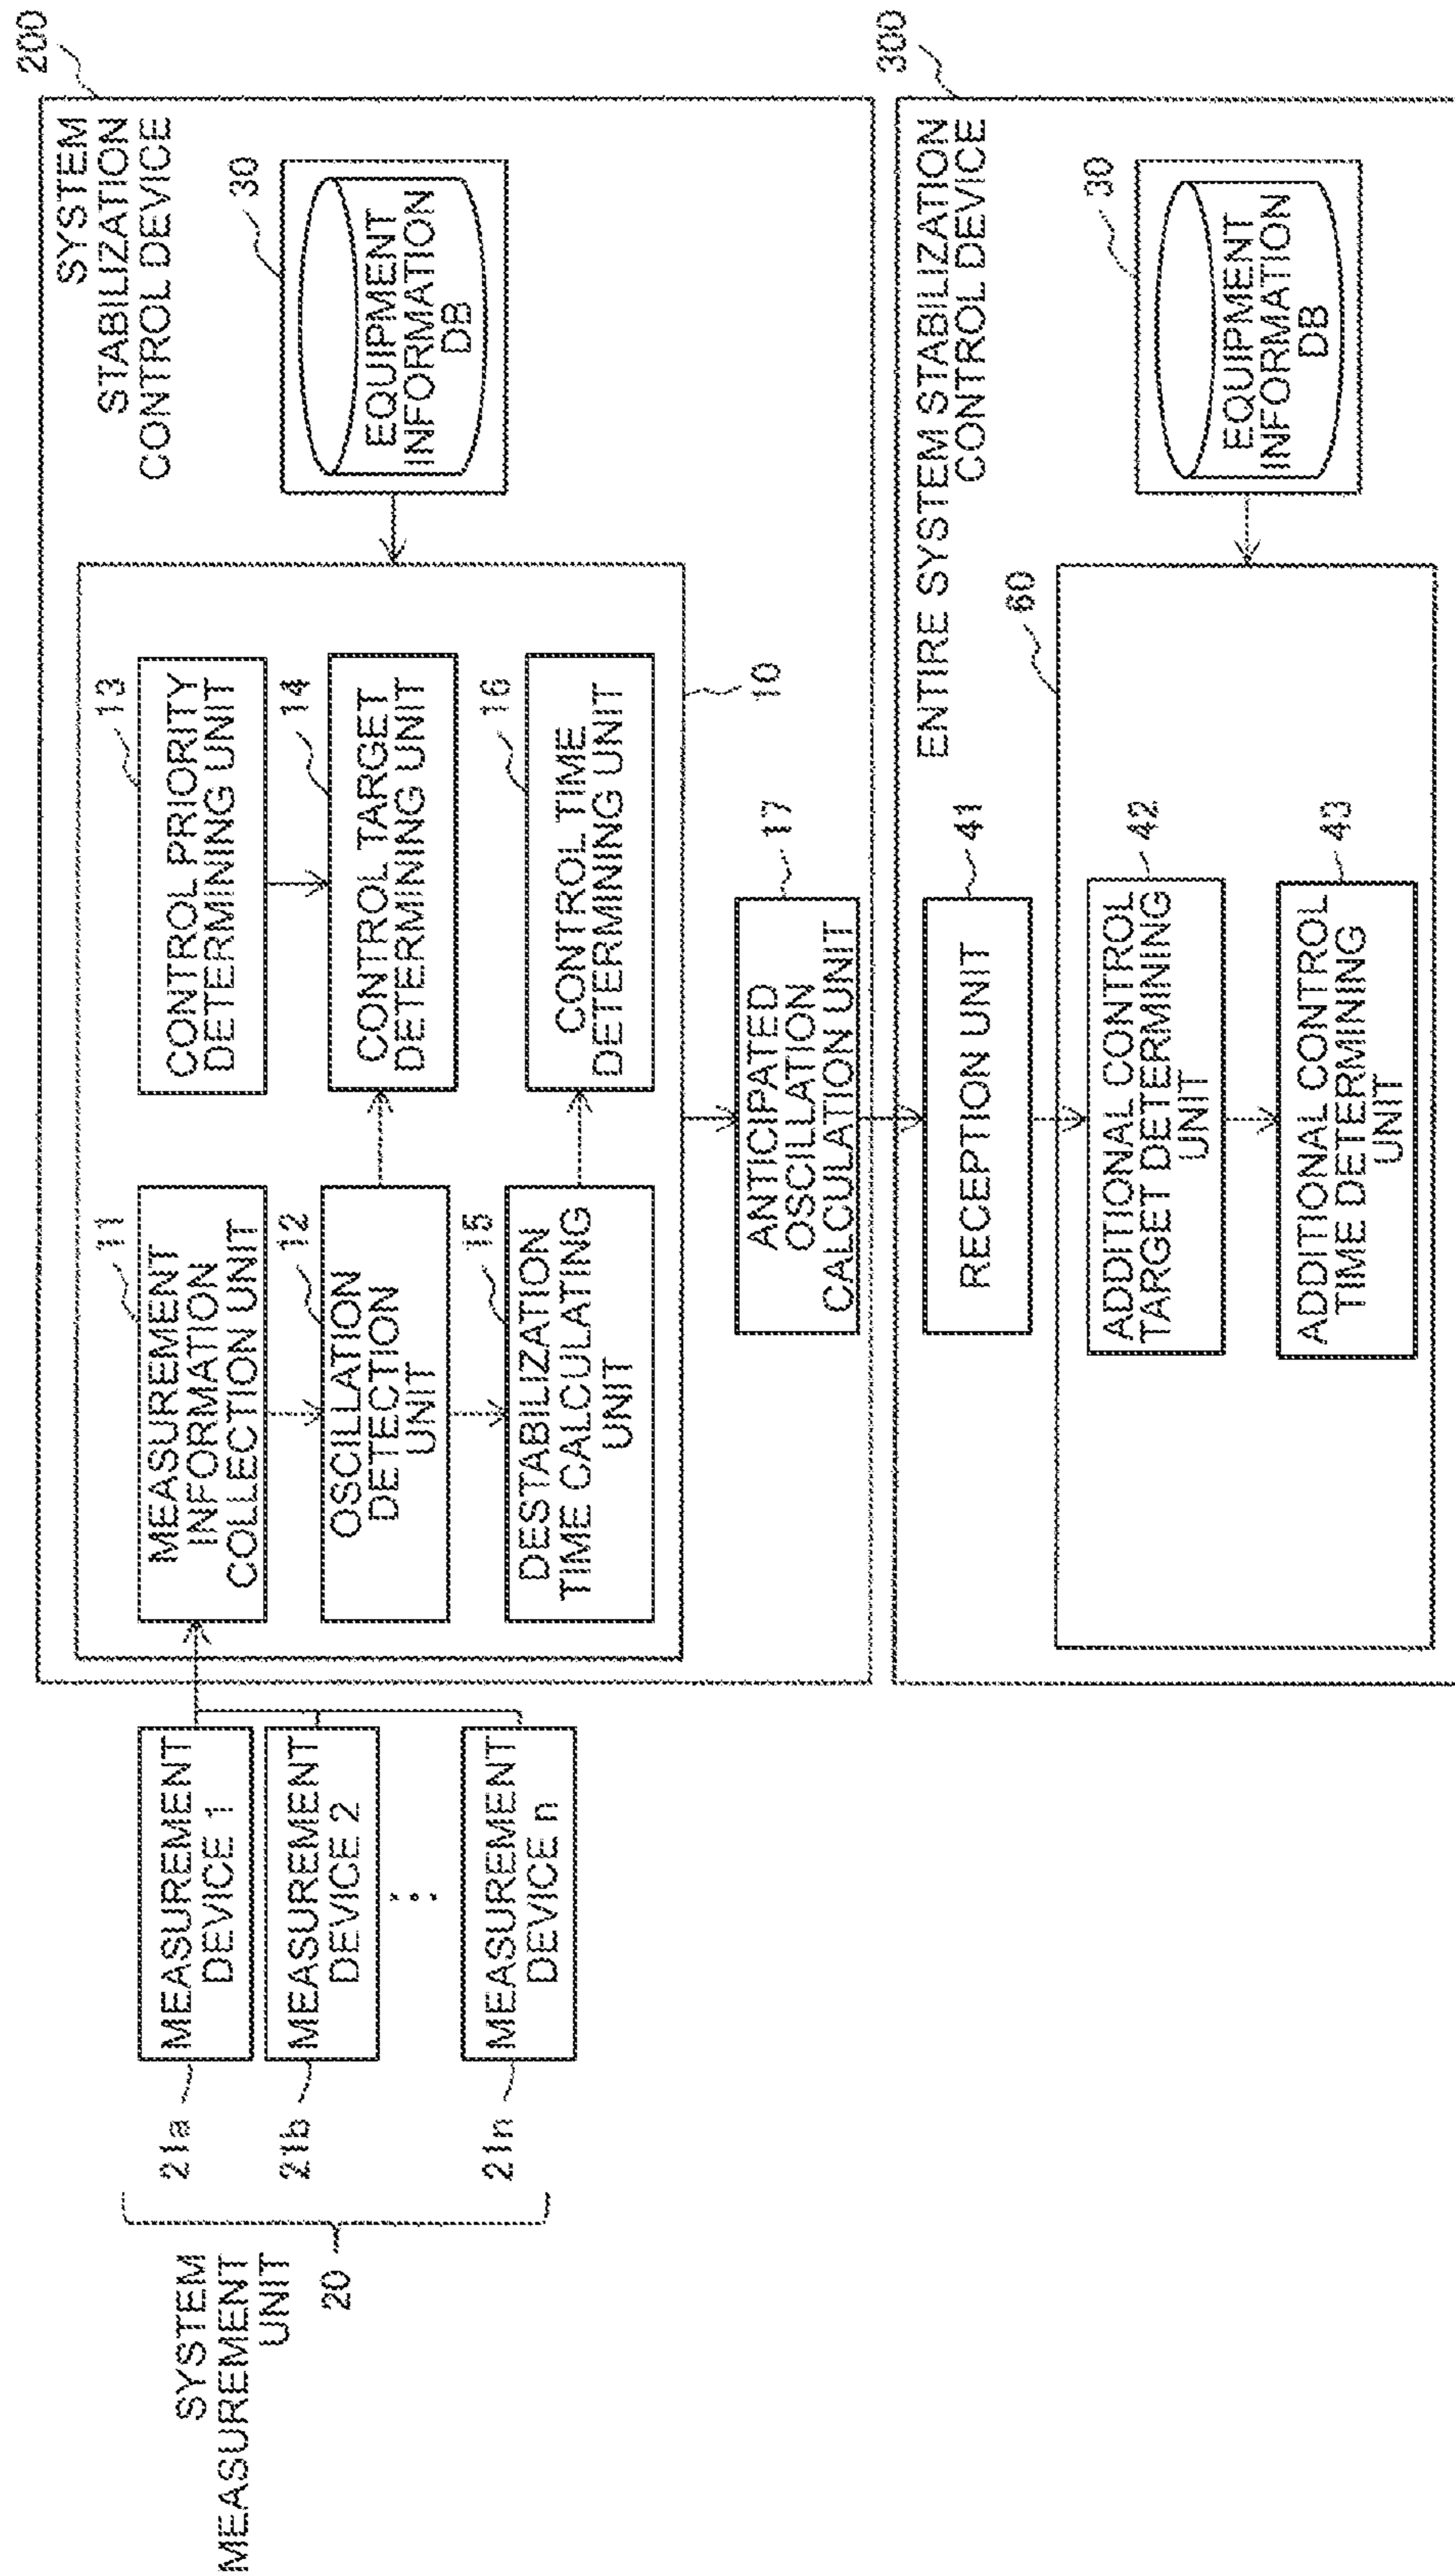 SYSTEM
MEASUREMENT
UNIT
20
21a
MEASUREMENT
DEVICE 1
21b
MEASUREMENT
DEVICE 2
21n
MEASUREMENT
DEVICE n
200
SYSTEM
STABILIZATION
CONTROL DEVICE
11
MEASUREMENT
INFORMATION
COLLECTION UNIT
12
OSCILLATION
DETECTION
UNIT
15
DESTABILIZATION
TIME CALCULATING
UNIT
13
CONTROL PRIORITY
DETERMINING UNIT
14
CONTROL TARGET
DETERMINING UNIT
16
CONTROL TIME
DETERMINING UNIT
10
30
EQUIPMENT
INFORMATION
DB
17
ANTICIPATED
OSCILLATION
CALCULATION UNIT
300
ENTIRE SYSTEM STABILIZATION
CONTROL DEVICE
41
RECEPTION UNIT
60
42
ADDITIONAL CONTROL
TARGET DETERMINING
UNIT
43
ADDITIONAL CONTROL
TIME DETERMINING
UNIT
30
EQUIPMENT
INFORMATION
DB